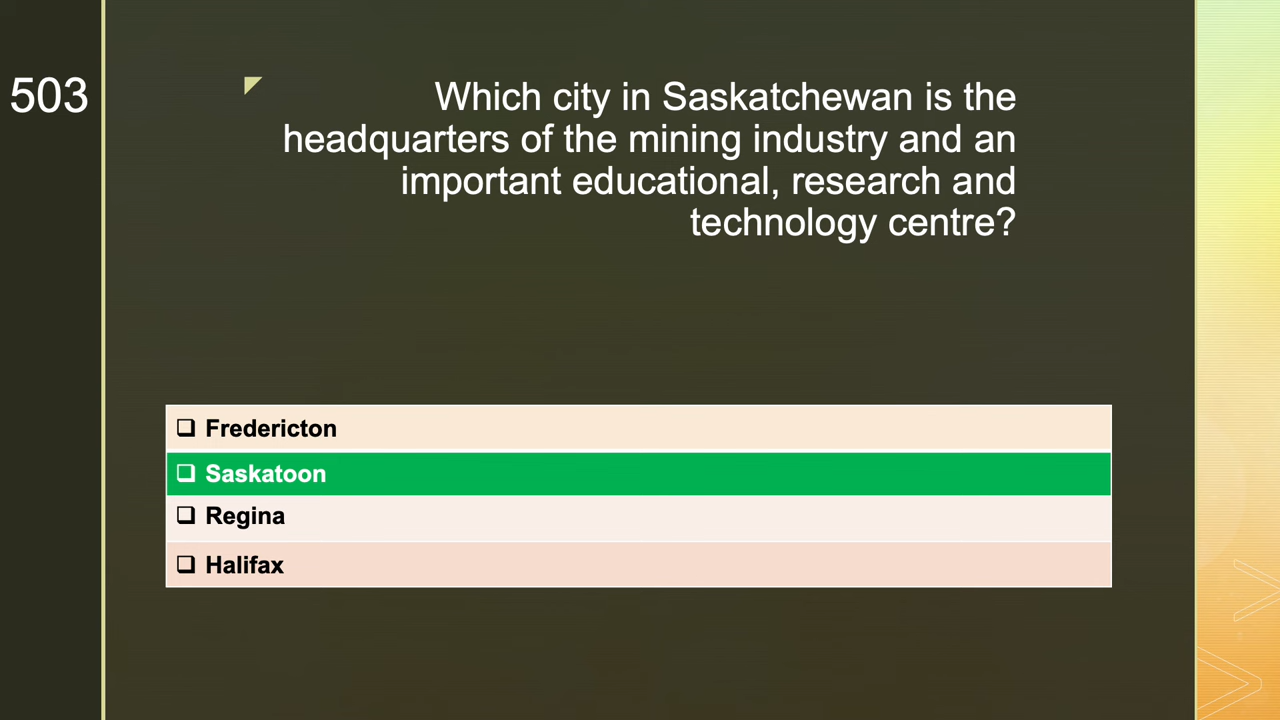 503
Which city in Saskatchewan is the
headquarters of the mining industry and an
important educational, research and
technology centre?
❑ Fredericton
❑ Saskatoon
❑ Regina
❑ Halifax